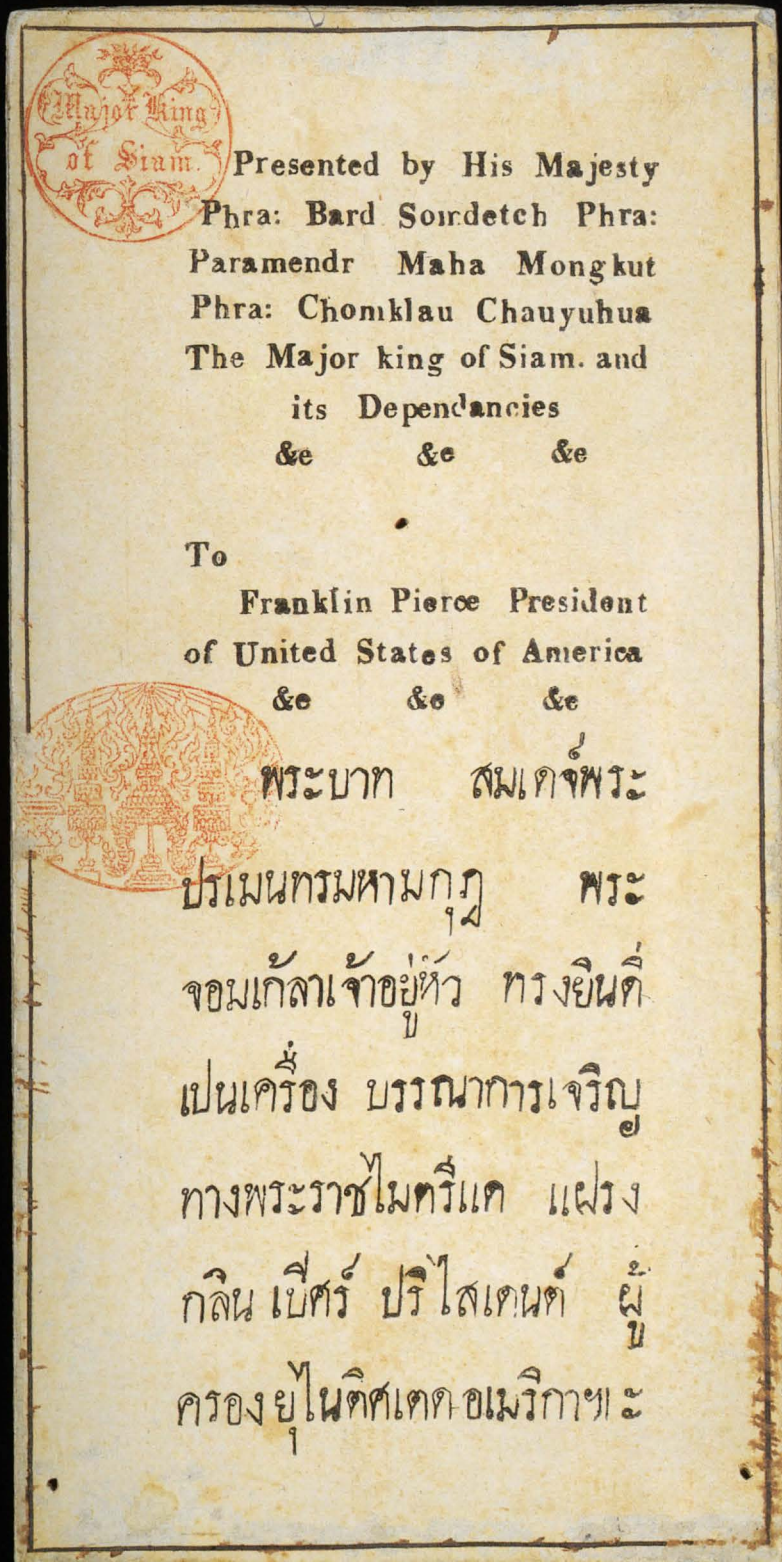 Major King
of Siam.
Presented by His Majesty
Phra: Bard Somdetch Phra:
Paramendr Maha Mongkut
Phra: Chomklau Chauyuhua
The Major king of Siam. and
its Dependancies
&c &c &c
To
Franklin Pierce President
of United States of America
&c &c &c
พระบาท สมเดจ์พระ
ปรเมนทรมหามกุฎ พระ
จอมเก้ลาเจ้าอยู่หัว ทรงยินดี
เปนเครื่อง บรรณาการเจริญ
ทางพระราชไมตรีแด แฝรง
กลิน เบีศร์ ปริไสเดนต์ ผู้
ครองยุไนติศเตดอเมริกาฯเะ